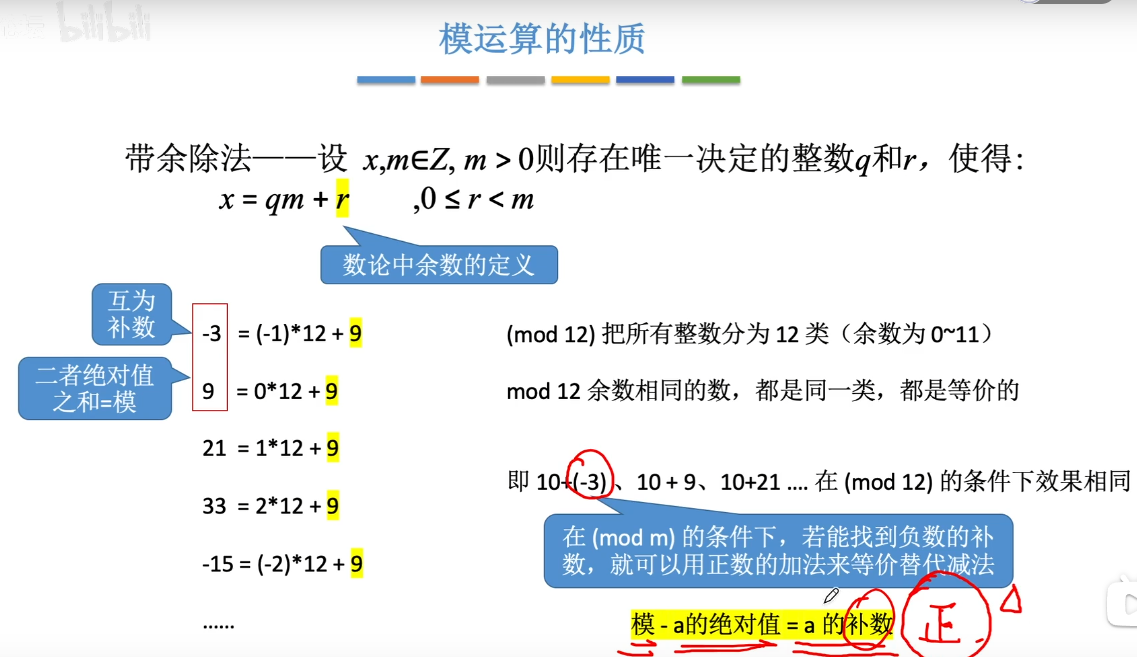 bilibili
模运算的性质
带余除法——设 x,m∈Z, m > 0则存在唯一决定的整数q和r，使得:
x = qm + r ,0 ≤ r < m
数论中余数的定义
互为
补数
二者绝对值
之和=模
-3 = (-1)*12 + 9
9 = 0*12 + 9
21 = 1*12 + 9
33 = 2*12 + 9
-15 = (-2)*12 + 9
......
(mod 12) 把所有整数分为 12 类（余数为 0~11）
mod 12 余数相同的数，都是同一类，都是等价的
即 10+(-3)、10 + 9、10+21 .... 在 (mod 12) 的条件下效果相同
在 (mod m) 的条件下，若能找到负数的补
数，就可以用正数的加法来等价替代减法
模 - a的绝对值 = a 的补数
正